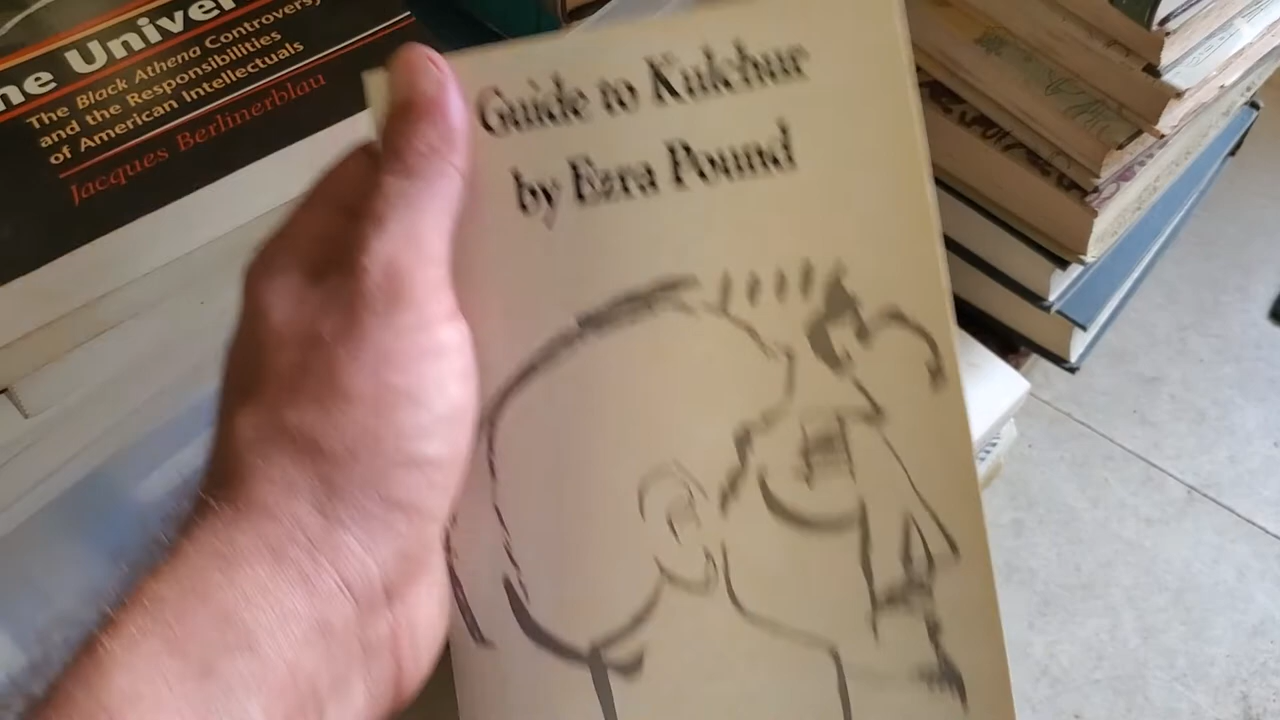 he Univer
The Black Athena Controversy
and the Responsibilities
of American Intellectuals
Jacques Berlinerblau
Guide to Kulchur
by Ezra Pound